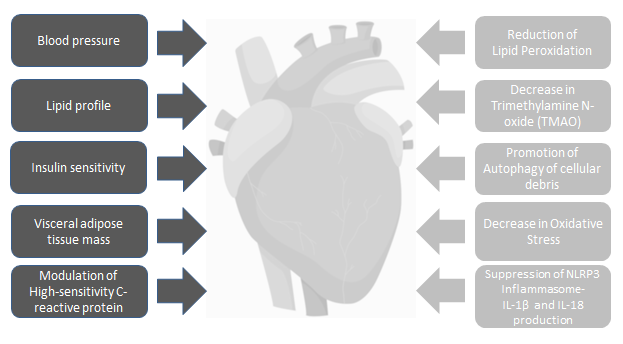 Blood pressure
Lipid profile
Insulin sensitivity
Visceral adipose
tissue mass
Modulation of
High-sensitivity C-
reactive protein
Reduction of
Lipid Peroxidation
Decrease in
Trimethylamine N-
oxide (TMAO)
Promotion of
Autophagy of cellular
debris
Decrease in Oxidative
Stress
Suppression of NLRP3
Inflammasome-
IL-1β and IL-18
production